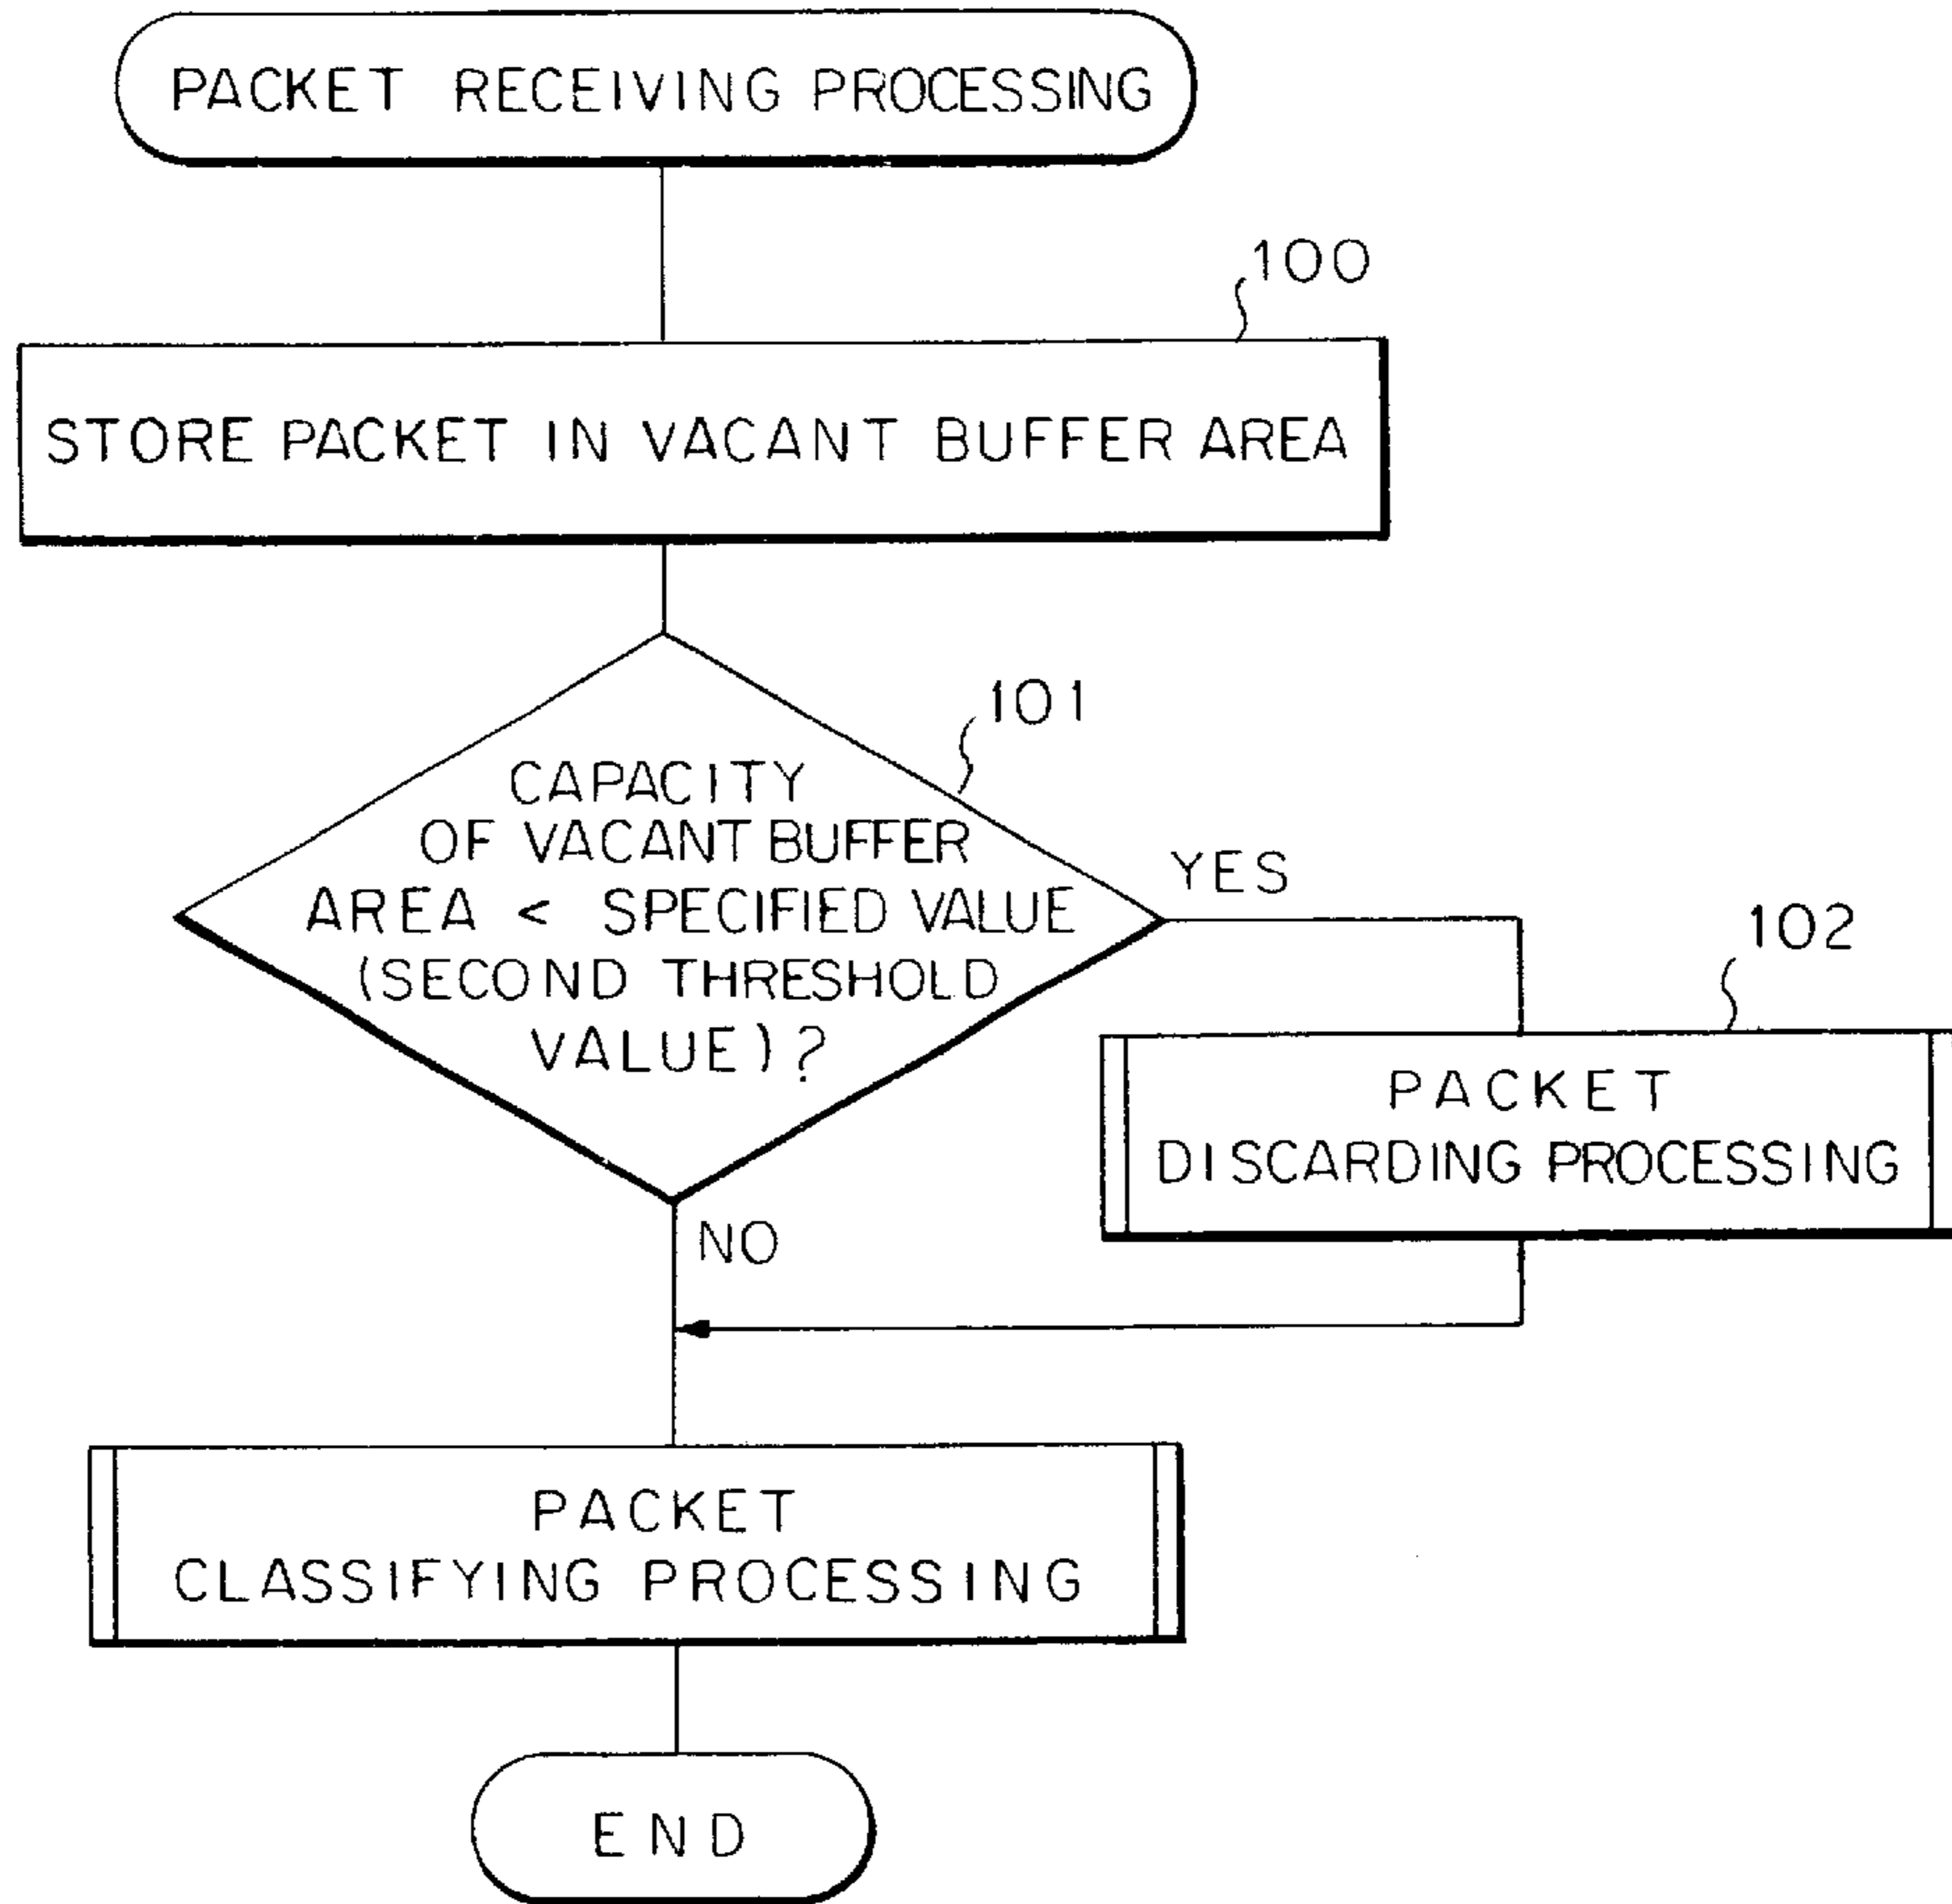 PACKET RECEIVING PROCESSING
100
STORE PACKET IN VACANT BUFFER AREA
101
CAPACITY
OF VACANT BUFFER
AREA < SPECIFIED VALUE
(SECOND THRESHOLD
VALUE)?
YES
102
PACKET
DISCARDING PROCESSING
NO
PACKET
CLASSIFYING PROCESSING
END